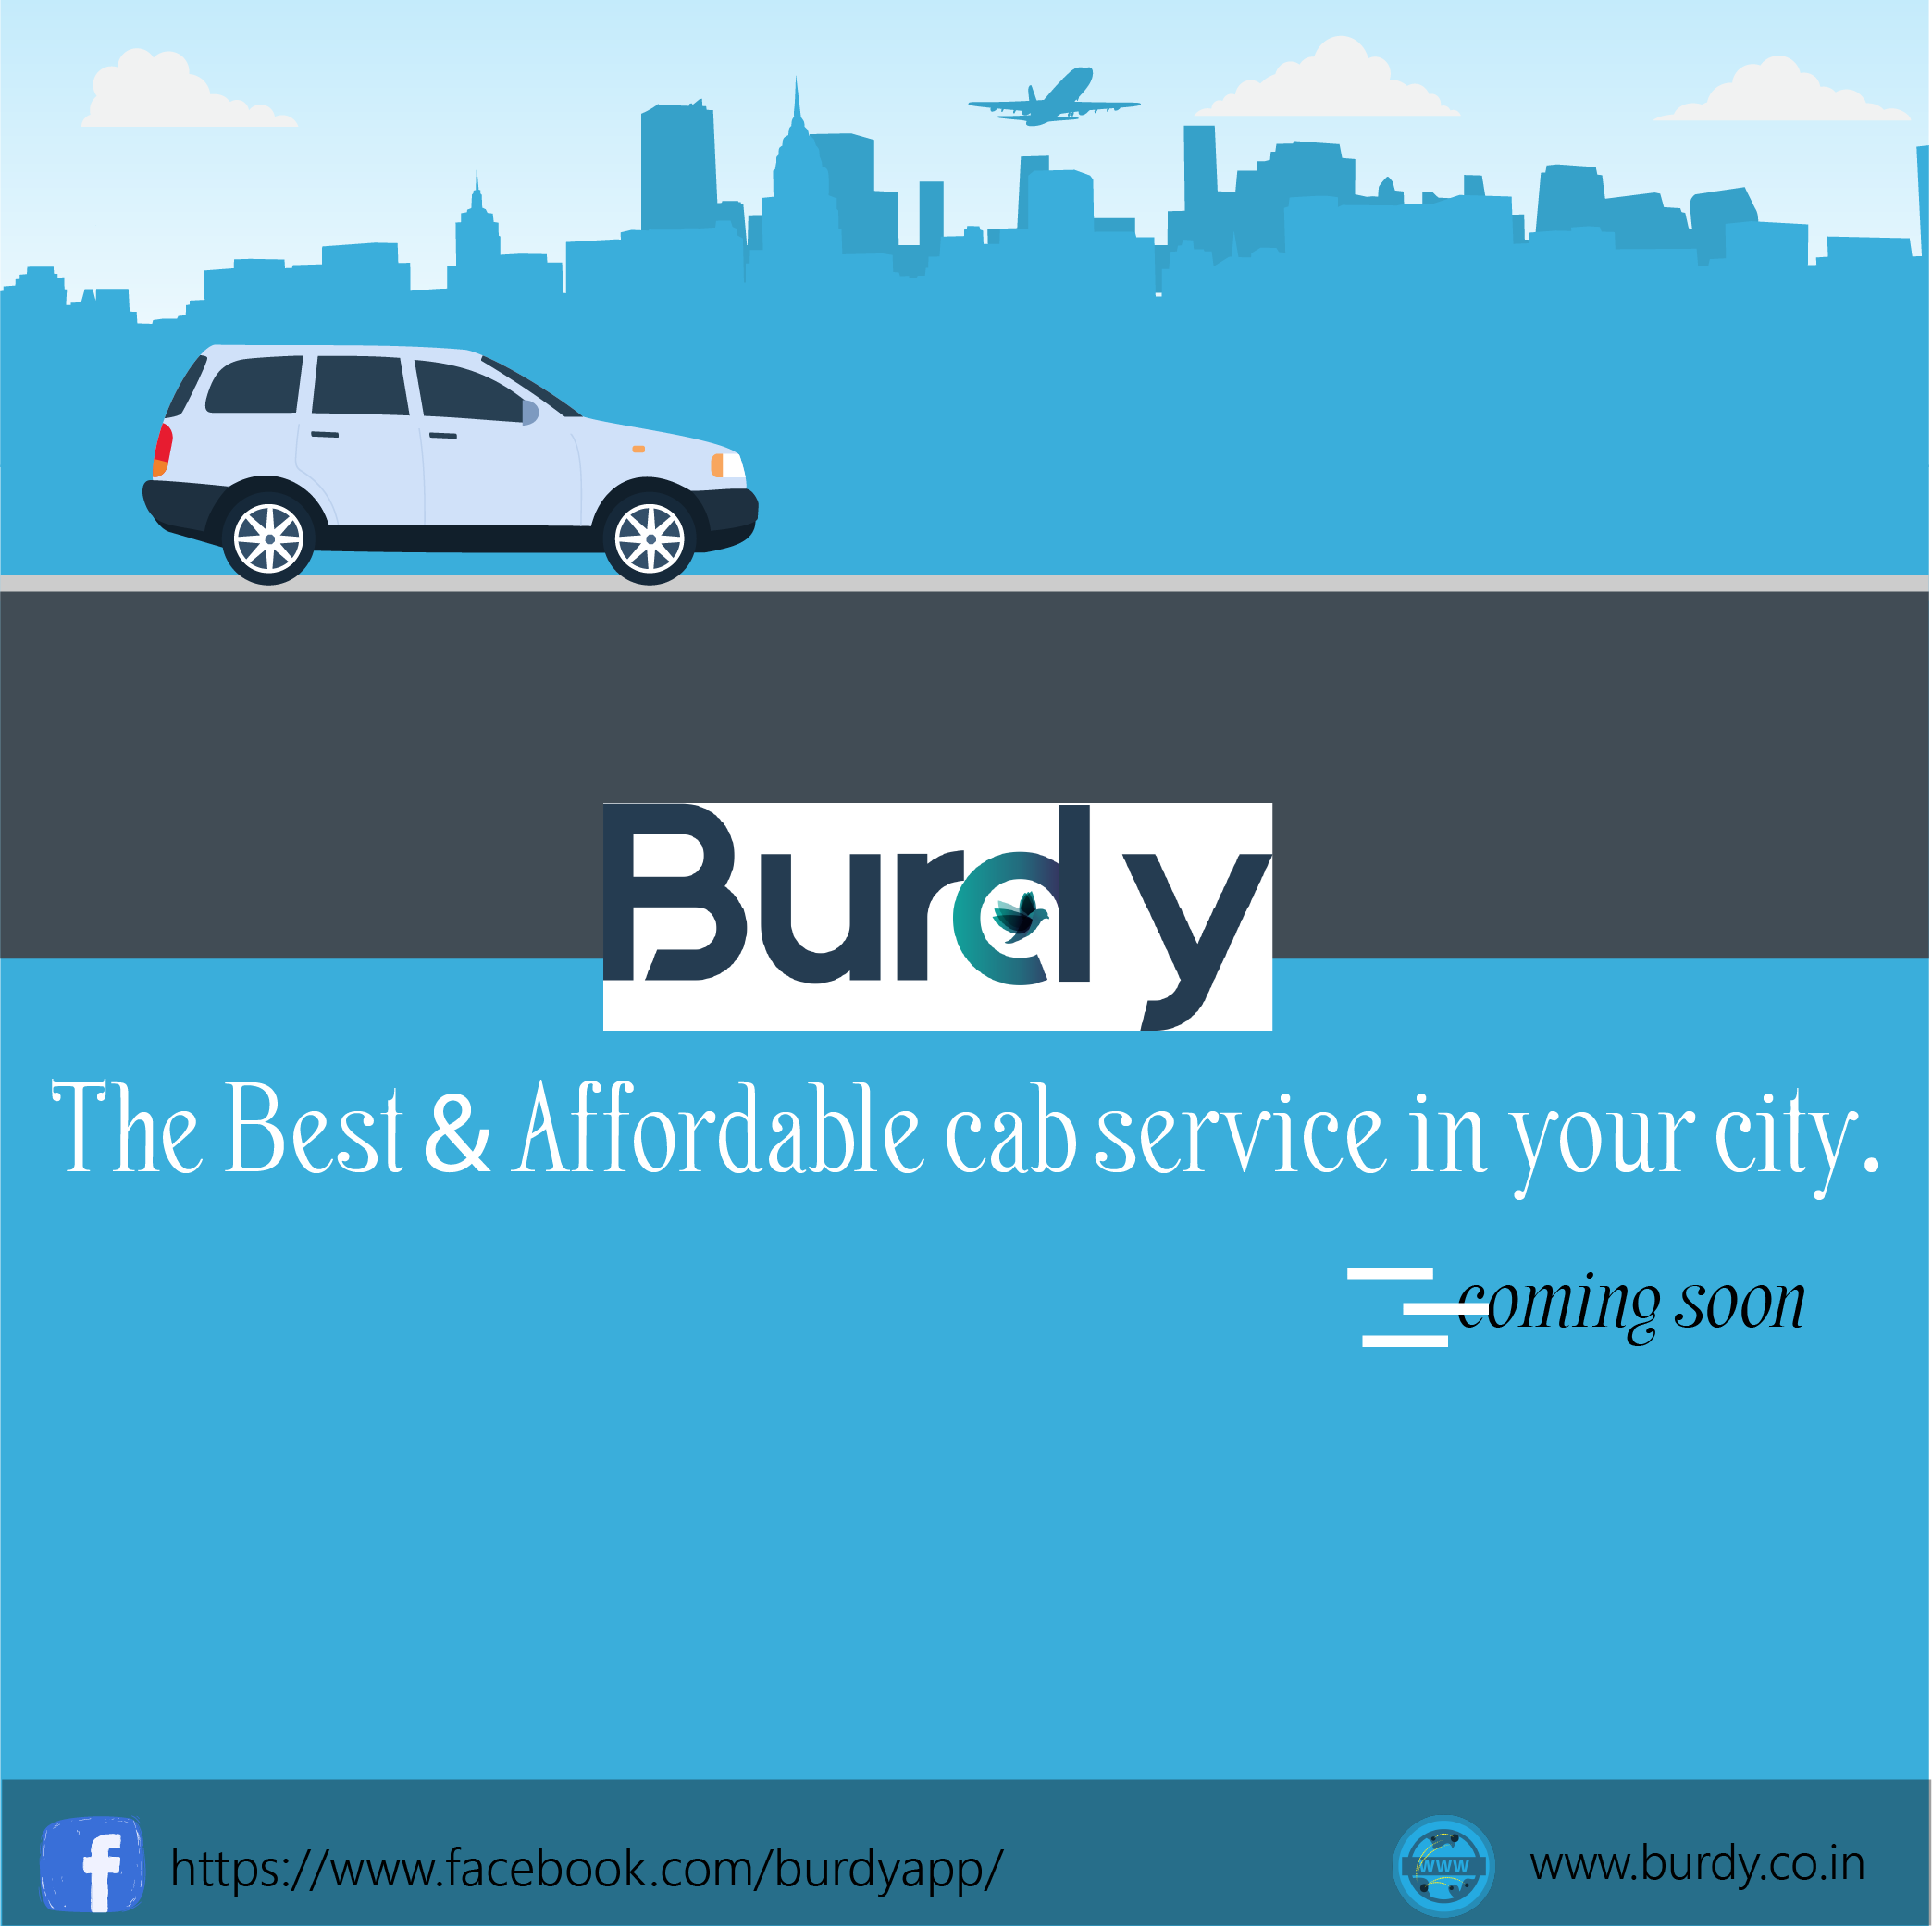 Burdy
The Best & Affordable cab service in your city.
coming soon
https://www.facebook.com/burdyapp/
WWW
www.burdy.co.in